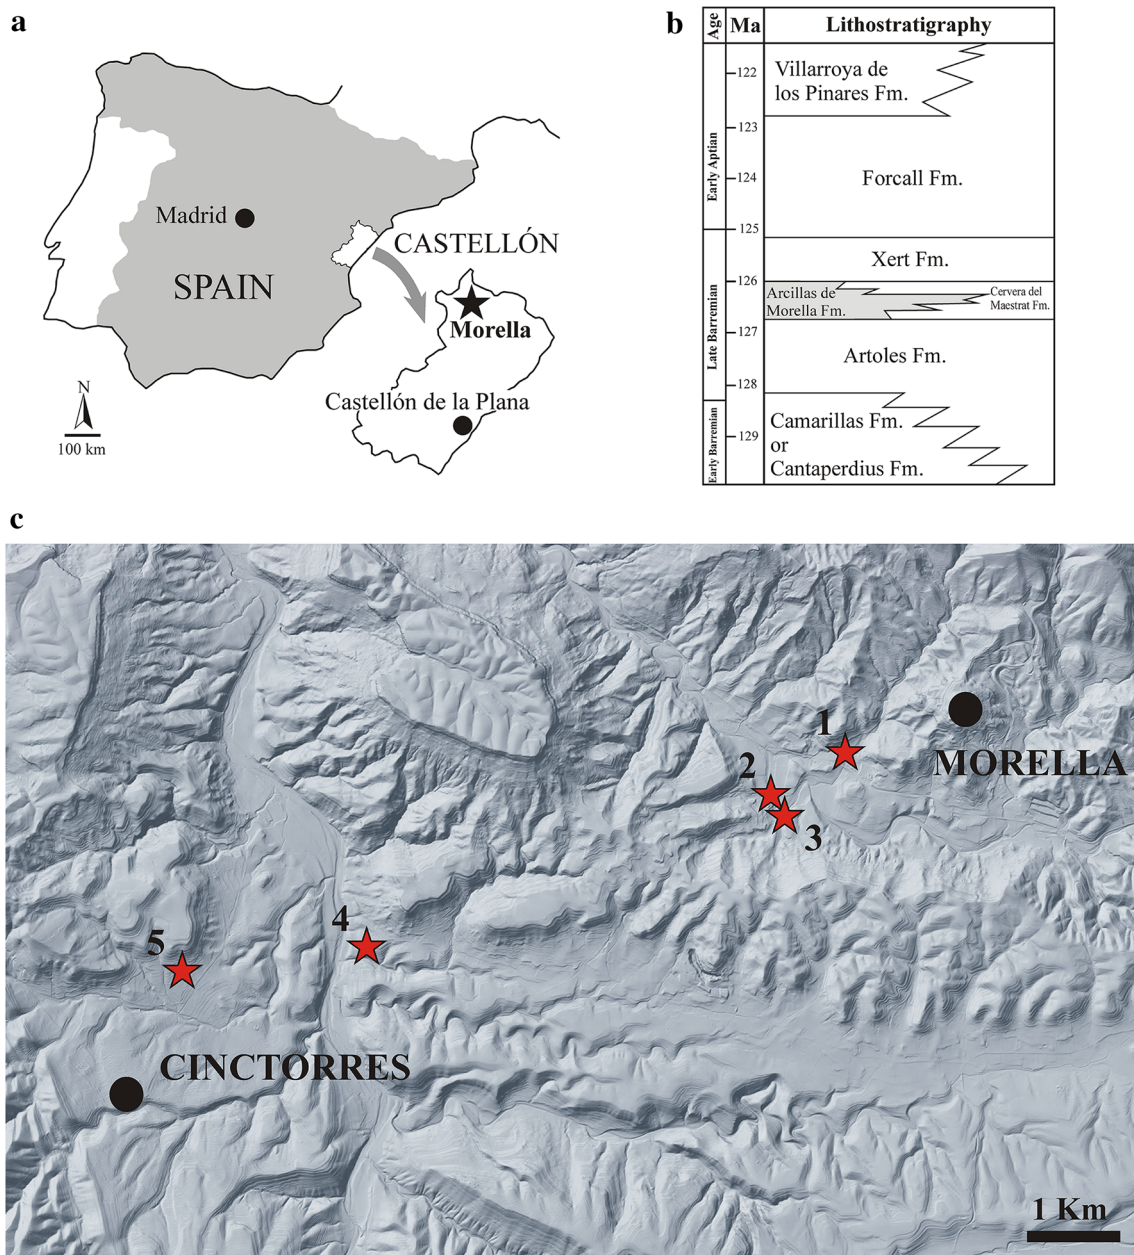 a
Madrid
SPAIN
CASTELLÓN
Morella
Castellón de la Plana
N
100 km
b
Age
Ma
Lithostratigraphy
Early Aptian
Late Barremian
Early Barremian
122
123
124
125
126
127
128
129
Villarroya de
los Pinares Fm.
Forcall Fm.
Xert Fm.
Arcillas de
Morella Fm.
Cervera del
Maestrat Fm.
Artoles Fm.
Camarillas Fm.
or
Cantaperdius Fm.
c
1
MORELLA
2
3
4
5
CINCTORRES
1 Km